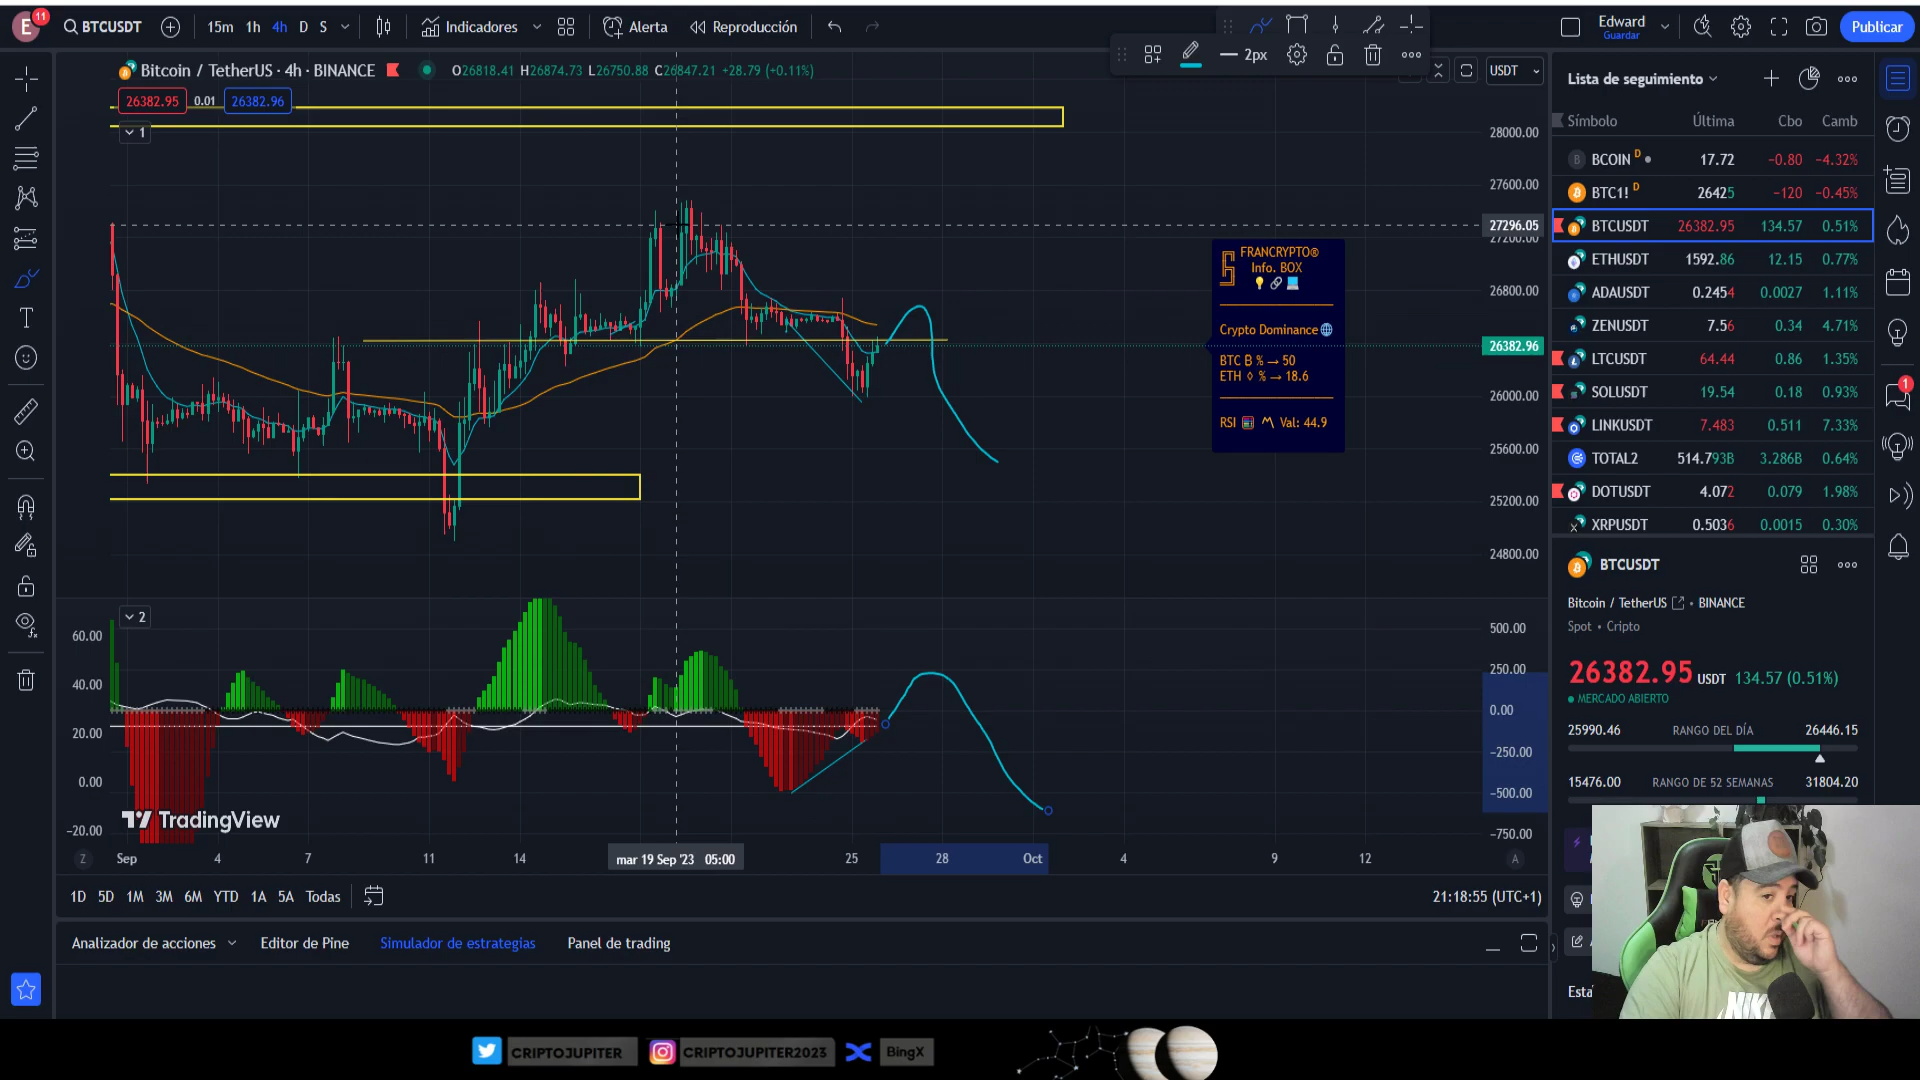 E 11 BTCUSDT 15m 1h 4h D S Indicadores Alerta Reproducción Edward Guardar Publicar
2px
Bitcoin / TetherUS · 4h · BINANCE O26818.41 H26874.73 L26750.88 C26847.21 +28.79 (+0.11%) USDT
26382.95 0.01 26382.96
1
28000.00
27600.00
27296.05
27200.00
26800.00
26382.96
26000.00
25600.00
25200.00
24800.00
FRANCRYPTO®
Info. BOX
Crypto Dominance
BTC ₿ % → 50
ETH ◊ % → 18.6
RSI Val: 44.9
2
60.00
40.00
20.00
0.00
-20.00
500.00
250.00
0.00
-250.00
-500.00
-750.00
TradingView
Z Sep 4 7 11 14 mar 19 Sep '23 05:00 25 28 Oct 4 9 12 A
1D 5D 1M 3M 6M YTD 1A 5A Todas 21:18:55 (UTC+1)
Analizador de acciones Editor de Pine Simulador de estrategias Panel de trading
Lista de seguimiento
Símbolo Última Cbo Camb
BCOIN D 17.72 -0.80 -4.32%
BTC1! D 26425 -120 -0.45%
BTCUSDT 26382.95 134.57 0.51%
ETHUSDT 1592.86 12.15 0.77%
ADAUSDT 0.2454 0.0027 1.11%
ZENUSDT 7.56 0.34 4.71%
LTCUSDT 64.44 0.86 1.35%
SOLUSDT 19.54 0.18 0.93%
LINKUSDT 7.483 0.511 7.33%
TOTAL2 514.793B 3.286B 0.64%
DOTUSDT 4.072 0.079 1.98%
XRPUSDT 0.5036 0.0015 0.30%
1
BTCUSDT
Bitcoin / TetherUS • BINANCE
Spot • Cripto
26382.95 USDT 134.57 (0.51%)
MERCADO ABIERTO
25990.46 RANGO DEL DÍA 26446.15
15476.00 RANGO DE 52 SEMANAS 31804.20
Esta
NIK
CRIPTOJUPITER CRIPTOJUPITER2023 BingX